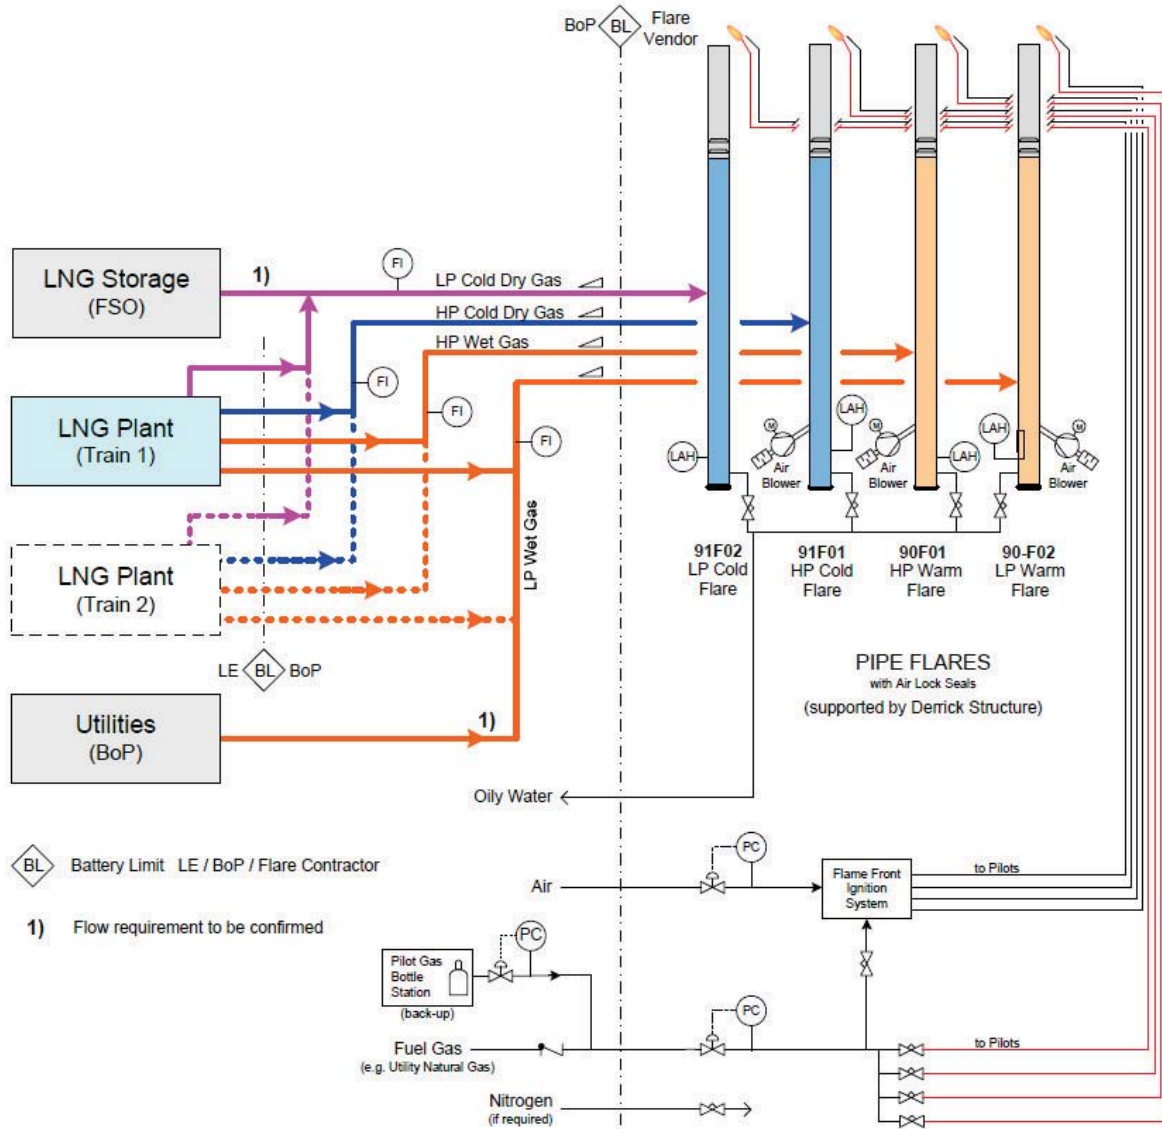 BoP BL Flare
Vendor
LNG Storage
(FSO)
1)
FI
LP Cold Dry Gas
HP Cold Dry Gas
HP Wet Gas
FI
FI
FI
LNG Plant
(Train 1)
LP Wet Gas
LNG Plant
(Train 2)
LE BL BoP
Utilities
(BoP)
1)
LAH
M
Air
Blower
LAH
M
Air
Blower
LAH
LAH
M
Air
Blower
91F02
LP Cold
Flare
91F01
HP Cold
Flare
90F01
HP Warm
Flare
90-F02
LP Warm
Flare
PIPE FLARES
with Air Lock Seals
(supported by Derrick Structure)
Oily Water
BL Battery Limit LE / BoP / Flare Contractor
1) Flow requirement to be confirmed
Air
PC
Flame Front
Ignition
System
to Pilots
Pilot Gas
Bottle
Station
(back-up)
PC
Fuel Gas
(e.g. Utility Natural Gas)
PC
to Pilots
Nitrogen
(if required)